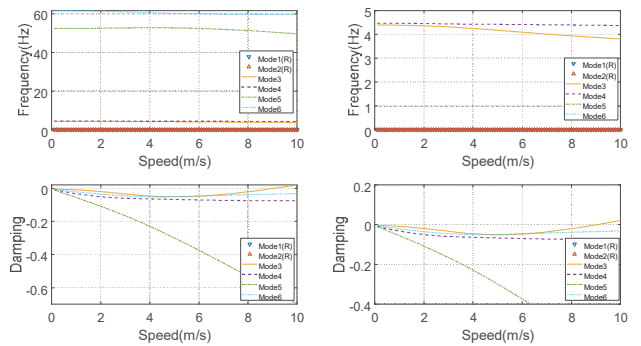 60
40
20
0
Frequency(Hz)
0 2 4 6 8 10
Speed(m/s)
Mode1(R)
Mode2(R)
Mode3
Mode4
Mode5
Mode6
5
4
3
2
1
0
Frequency(Hz)
0 2 4 6 8 10
Speed(m/s)
Mode1(R)
Mode2(R)
Mode3
Mode4
Mode5
Mode6
0
-0.2
-0.4
-0.6
Damping
0 2 4 6 8 10
Speed(m/s)
Mode1(R)
Mode2(R)
Mode3
Mode4
Mode5
Mode6
0.2
0
-0.2
-0.4
Damping
0 2 4 6 8 10
Speed(m/s)
Mode1(R)
Mode2(R)
Mode3
Mode4
Mode5
Mode6